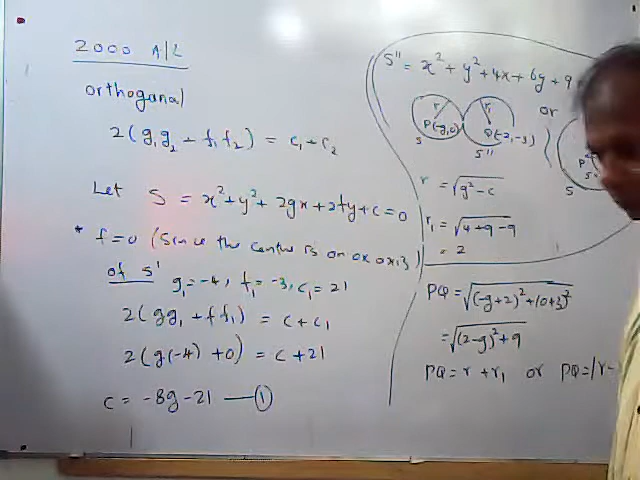 2000 A/L
orthoganal
2(g₁g₂ + f₁f₂) = c₁+c₂
Let S = x²+y²+2gx+2fy+c=0
* f=0 (Since the centre is on ox axis)
of S'
g₁=-4, f₁=-3, c₁=21
2(gg₁ + ff₁) = c+c₁
2(g(-4) +0) = c+21
c = -8g-21 —①
S'' = x²+y²+4x+6y+9
r
r₁
or
P(-g,0)
Q(-2,-3)
S
S''
P
S''
S
r = √g²-c
r₁ = √4+9-9
= 2
PQ = √(-g+2)²+(0+3)²
= √(2-g)²+9
PQ = r+r₁ or PQ=|r-